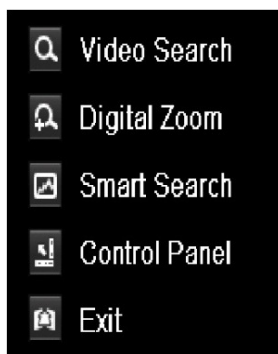 Video Search
Digital Zoom
Smart Search
Control Panel
Exit